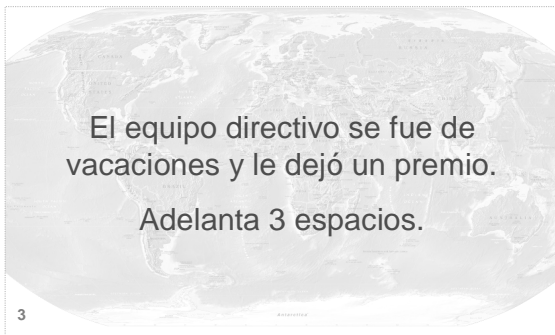 El equipo directivo se fue de
vacaciones y le dejó un premio.
Adelanta 3 espacios.
3